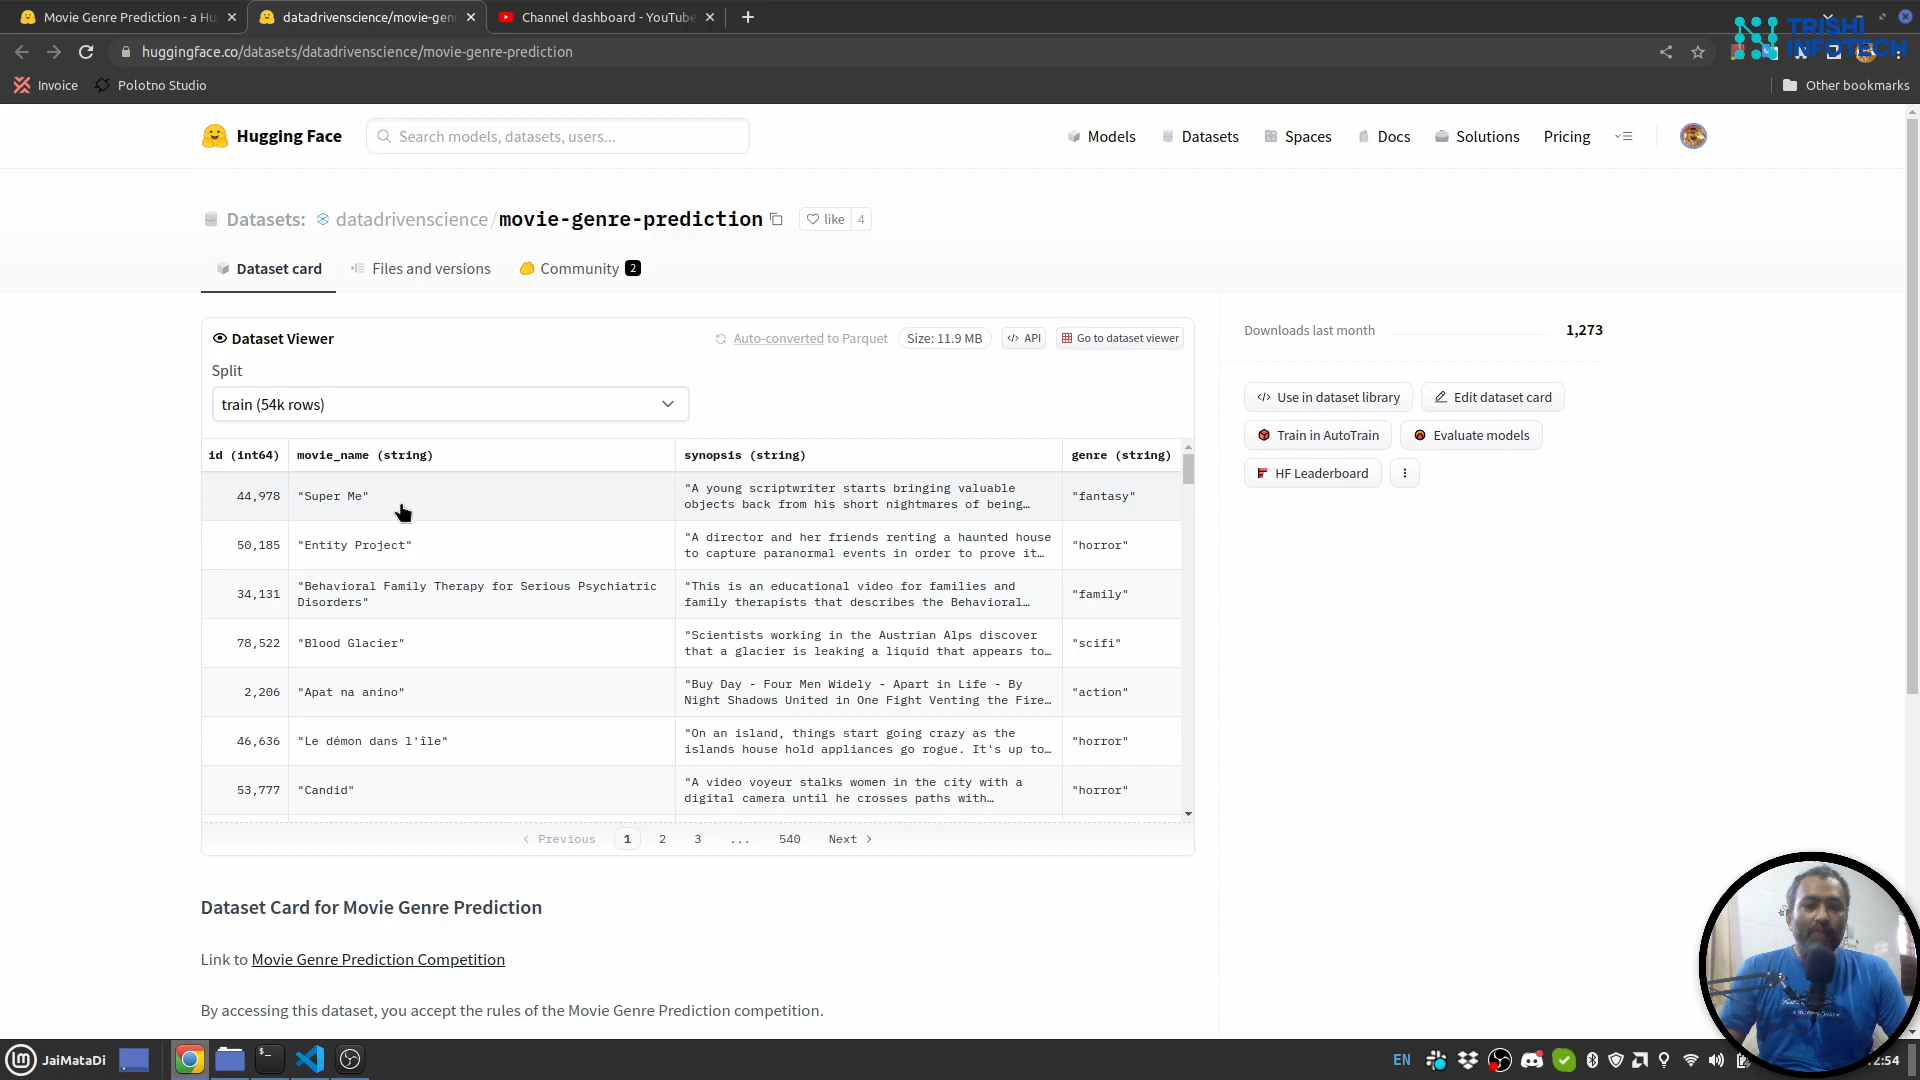 Movie Genre Prediction - a Hu
datadrivenscience/movie-genr
Channel dashboard - YouTube
huggingface.co/datasets/datadrivenscience/movie-genre-prediction
TRISHI
INFOTECH
Invoice
Polotno Studio
Other bookmarks
Hugging Face
Search models, datasets, users...
Models
Datasets
Spaces
Docs
Solutions
Pricing
Datasets: datadrivenscience/movie-genre-prediction
like 4
Dataset card
Files and versions
Community 2
Dataset Viewer
Auto-converted to Parquet
Size: 11.9 MB
API
Go to dataset viewer
Downloads last month 1,273
Split
train (54k rows)
Use in dataset library
Edit dataset card
Train in AutoTrain
Evaluate models
HF Leaderboard
id (int64) movie_name (string) synopsis (string) genre (string)
44,978 "Super Me" "A young scriptwriter starts bringing valuable
objects back from his short nightmares of being… "fantasy"
50,185 "Entity Project" "A director and her friends renting a haunted house
to capture paranormal events in order to prove it… "horror"
34,131 "Behavioral Family Therapy for Serious Psychiatric
Disorders" "This is an educational video for families and
family therapists that describes the Behavioral… "family"
78,522 "Blood Glacier" "Scientists working in the Austrian Alps discover
that a glacier is leaking a liquid that appears to… "scifi"
2,206 "Apat na anino" "Buy Day - Four Men Widely - Apart in Life - By
Night Shadows United in One Fight Venting the Fire… "action"
46,636 "Le démon dans l'île" "On an island, things start going crazy as the
islands house hold appliances go rogue. It's up to… "horror"
53,777 "Candid" "A video voyeur stalks women in the city with a
digital camera until he crosses paths with… "horror"
Previous 1 2 3 ... 540 Next
Dataset Card for Movie Genre Prediction
Link to Movie Genre Prediction Competition
By accessing this dataset, you accept the rules of the Movie Genre Prediction competition.
JaiMataDi
EN
2:54